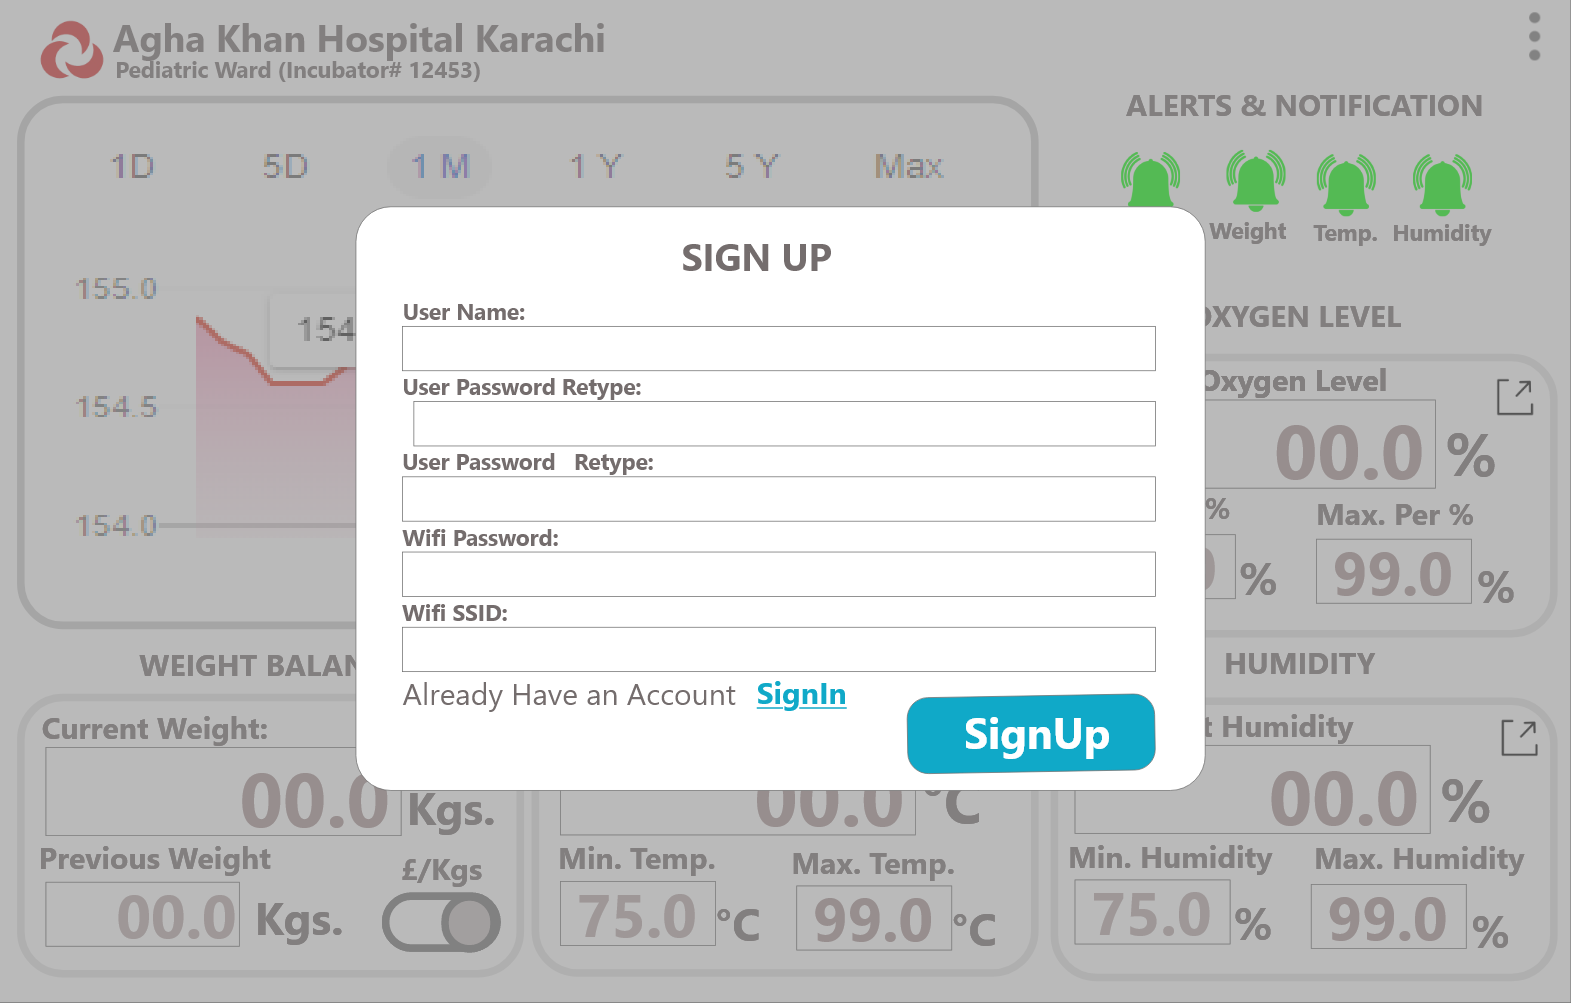 Agha Khan Hospital Karachi
Pediatric Ward (Incubator# 12453)
ALERTS & NOTIFICATION
1D 5D 1 M 1 Y 5 Y Max
Weight Temp. Humidity
155.0
154
154.5
154.0
SIGN UP
User Name:
User Password Retype:
User Password Retype:
Wifi Password:
Wifi SSID:
Already Have an Account SignIn
SignUp
OXYGEN LEVEL
Oxygen Level
00.0 %
% Max. Per %
% 99.0 %
WEIGHT BALAN
Current Weight:
00.0 Kgs.
Previous Weight £/Kgs
00.0 Kgs.
00.0 °C
Min. Temp. Max. Temp.
75.0 °C 99.0 °C
HUMIDITY
t Humidity
00.0 %
Min. Humidity Max. Humidity
75.0 % 99.0 %